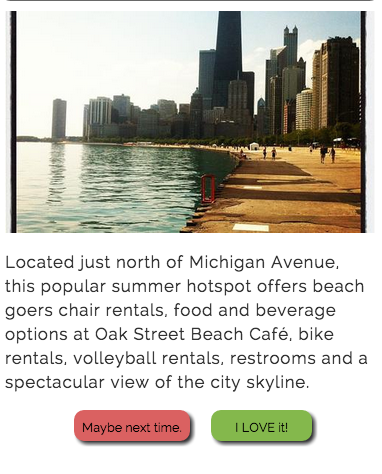 Located just north of Michigan Avenue,
this popular summer hotspot offers beach
goers chair rentals, food and beverage
options at Oak Street Beach Café, bike
rentals, volleyball rentals, restrooms and a
spectacular view of the city skyline.
Maybe next time. I LOVE it!